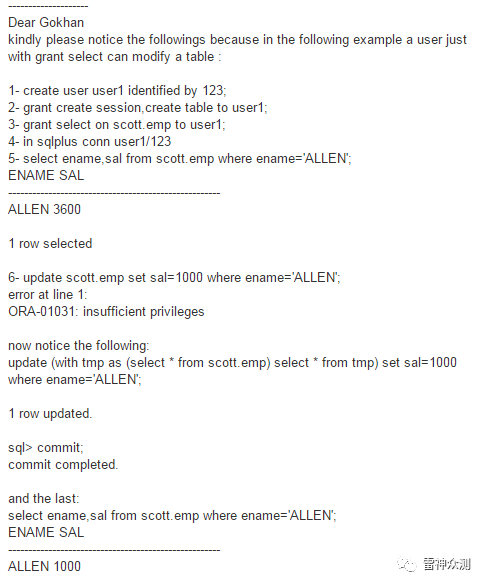 --------------------
Dear Gokhan
kindly please notice the followings because in the following example a user just
with grant select can modify a table :
1- create user user1 identified by 123;
2- grant create session,create table to user1;
3- grant select on scott.emp to user1;
4- in sqlplus conn user1/123
5- select ename,sal from scott.emp where ename='ALLEN';
ENAME SAL
-----------------------------------------------------
ALLEN 3600
1 row selected
6- update scott.emp set sal=1000 where ename='ALLEN';
error at line 1:
ORA-01031: insufficient privileges
now notice the following:
update (with tmp as (select * from scott.emp) select * from tmp) set sal=1000
where ename='ALLEN';
1 row updated.
sql> commit;
commit completed.
and the last:
select ename,sal from scott.emp where ename='ALLEN';
ENAME SAL
-----------------------------------------------------
ALLEN 1000
雷神众测